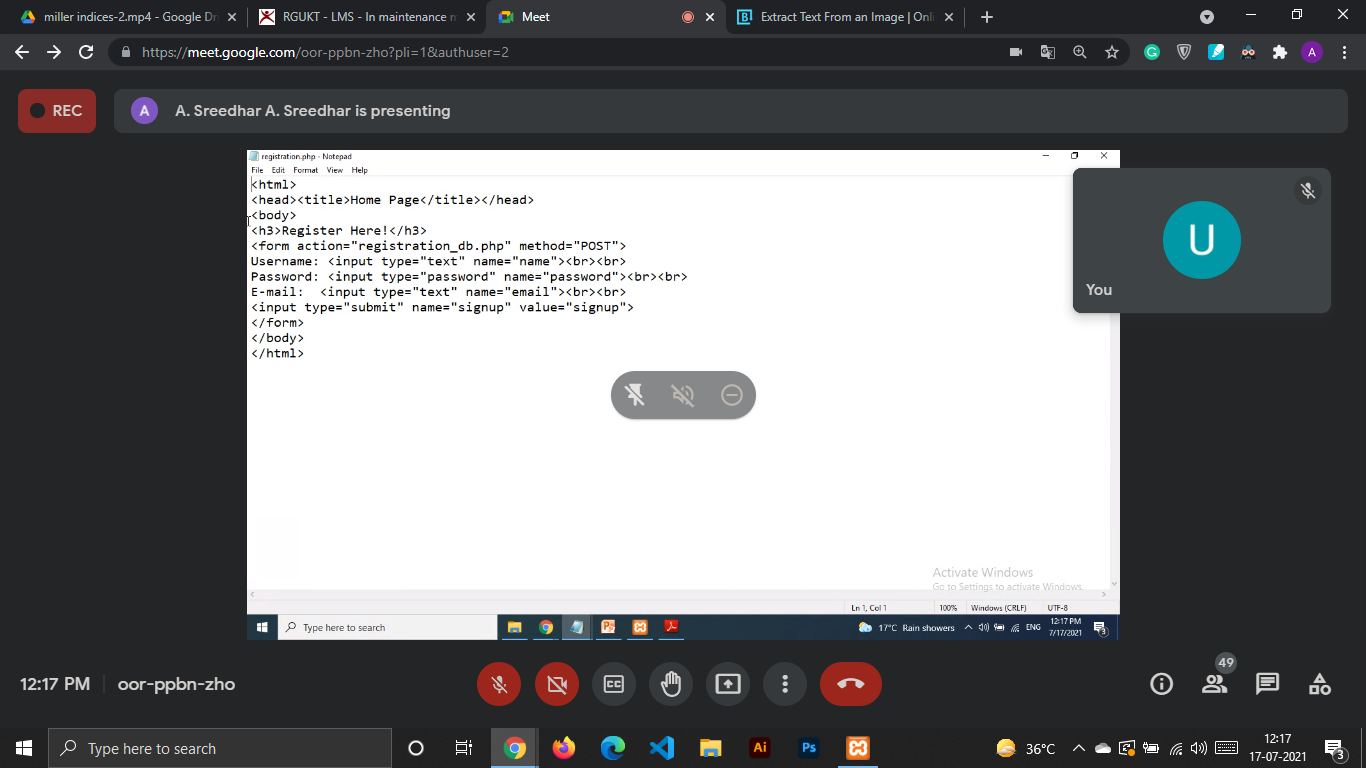 miller indices-2.mp4 - Google Dr
RGUKT - LMS - In maintenance m
Meet
Extract Text From an Image | Onli
https://meet.google.com/oor-ppbn-zho?pli=1&authuser=2
A
REC
A
A. Sreedhar A. Sreedhar is presenting
registration.php - Notepad
File Edit Format View Help
<html>
<head><title>Home Page</title></head>
<body>
<h3>Register Here!</h3>
<form action="registration_db.php" method="POST">
Username: <input type="text" name="name"><br><br>
Password: <input type="password" name="password"><br><br>
E-mail:  <input type="text" name="email"><br><br>
<input type="submit" name="signup" value="signup">
</form>
</body>
</html>
U
You
Activate Windows
Go to Settings to activate Windows.
Ln 1, Col 1
100%
Windows (CRLF)
UTF-8
Type here to search
17°C Rain showers
ENG
12:17 PM
7/17/2021
3
12:17 PM
oor-ppbn-zho
CC
49
Type here to search
Ai
Ps
36°C
12:17
17-07-2021
3